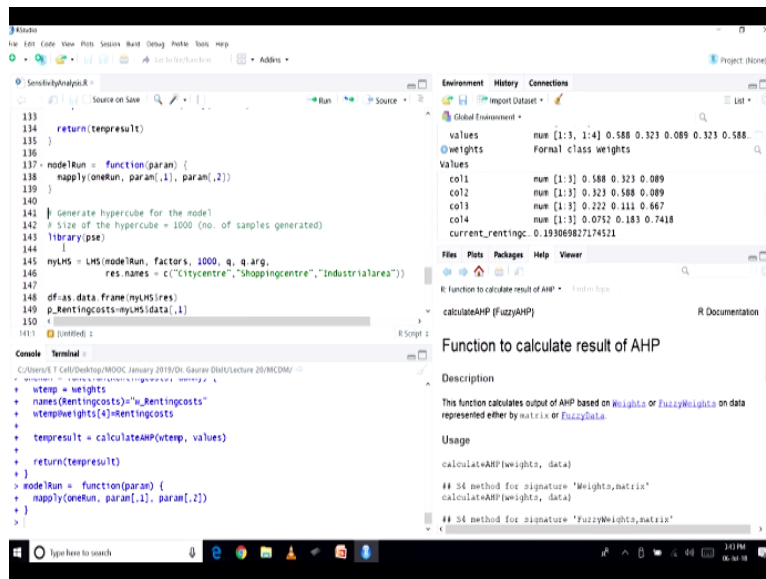 RStudio
File Edit Code View Plots Session Build Debug Profile Tools Help
Go to file/function
Addins
Project: (None)
SensitivityAnalysis.R
Source on Save
Run
Source
133
134 return(tempresult)
135 }
136
137 modelRun = function(param) {
138 mapply(oneRun, param[,1], param[,2])
139 }
140
141 # Generate hypercube for the model
142 # Size of the hypercube = 1000 (no. of samples generated)
143 library(pse)
144
145 myLHS = LHS(modelRun, factors, 1000, q, q.arg,
146 res.names = c("Citycentre","Shoppingcentre","Industrialarea"))
147
148 df=as.data.frame(myLHS$res)
149 p_Rentingcosts=myLHS$data[,1]
150
141:1 (Untitled) R Script
Console Terminal
C:/Users/E T Cell/Desktop/MOOC January 2019/Dr. Gaurav Dixit/Lecture 20/MCDM/
+ wtemp = weights
+ names(Rentingcosts)="w_Rentingcosts"
+ wtemp@weights[4]=Rentingcosts
+
+ tempresult = calculateAHP(wtemp, values)
+
+ return(tempresult)
+ }
> modelRun = function(param) {
+ mapply(oneRun, param[,1], param[,2])
+ }
>
Environment History Connections
Import Dataset
List
Global Environment
values num [1:3, 1:4] 0.588 0.323 0.089 0.323 0.588...
weights Formal class weights
Values
col1 num [1:3] 0.588 0.323 0.089
col2 num [1:3] 0.323 0.588 0.089
col3 num [1:3] 0.222 0.111 0.667
col4 num [1:3] 0.0752 0.183 0.7418
current_rentingc… 0.193069827174521
Files Plots Packages Help Viewer
R: Function to calculate result of AHP
Find in Topic
calculateAHP {FuzzyAHP} R Documentation
Function to calculate result of AHP
Description
This function calculates output of AHP based on Weights or FuzzyWeights on data
represented either by matrix or FuzzyData.
Usage
calculateAHP(weights, data)
## S4 method for signature 'Weights,matrix'
calculateAHP(weights, data)
## S4 method for signature 'FuzzyWeights,matrix'
Type here to search
3:43 PM